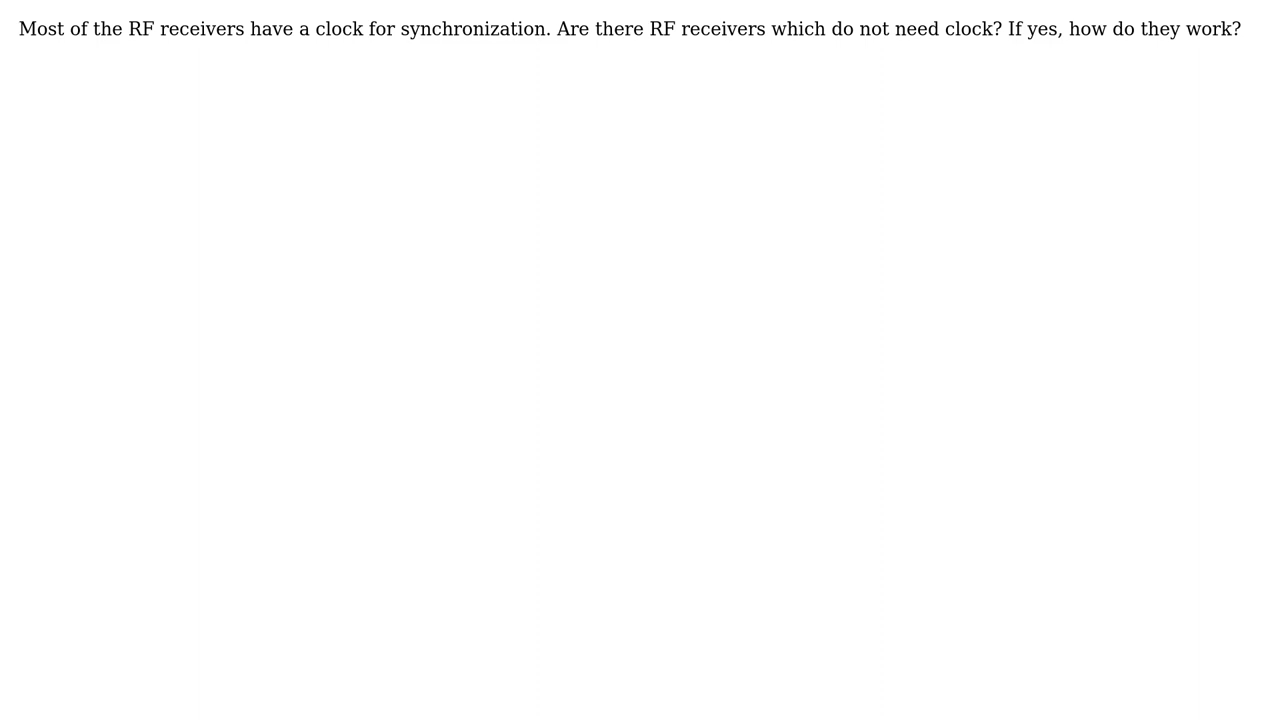 Most of the RF receivers have a clock for synchronization. Are there RF receivers which do not need clock? If yes, how do they work?